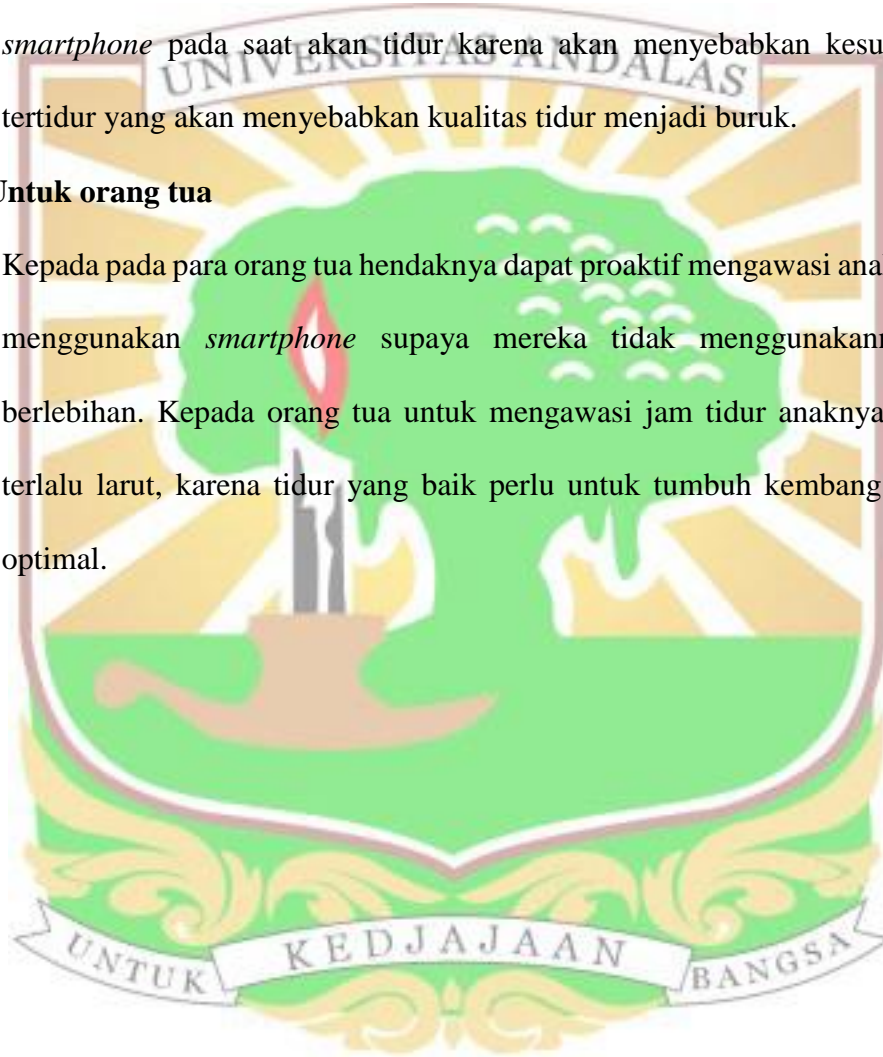 smartphone pada saat akan tidur karena akan menyebabkan kesu
UNIVERSITAS ANDALAS
tertidur yang akan menyebabkan kualitas tidur menjadi buruk.
Untuk orang tua
Kepada pada para orang tua hendaknya dapat proaktif mengawasi ana
menggunakan smartphone supaya mereka tidak menggunakan
berlebihan. Kepada orang tua untuk mengawasi jam tidur anaknya
terlalu larut, karena tidur yang baik perlu untuk tumbuh kembang
optimal.
UNTUK KEDJAJAAN BANGSA